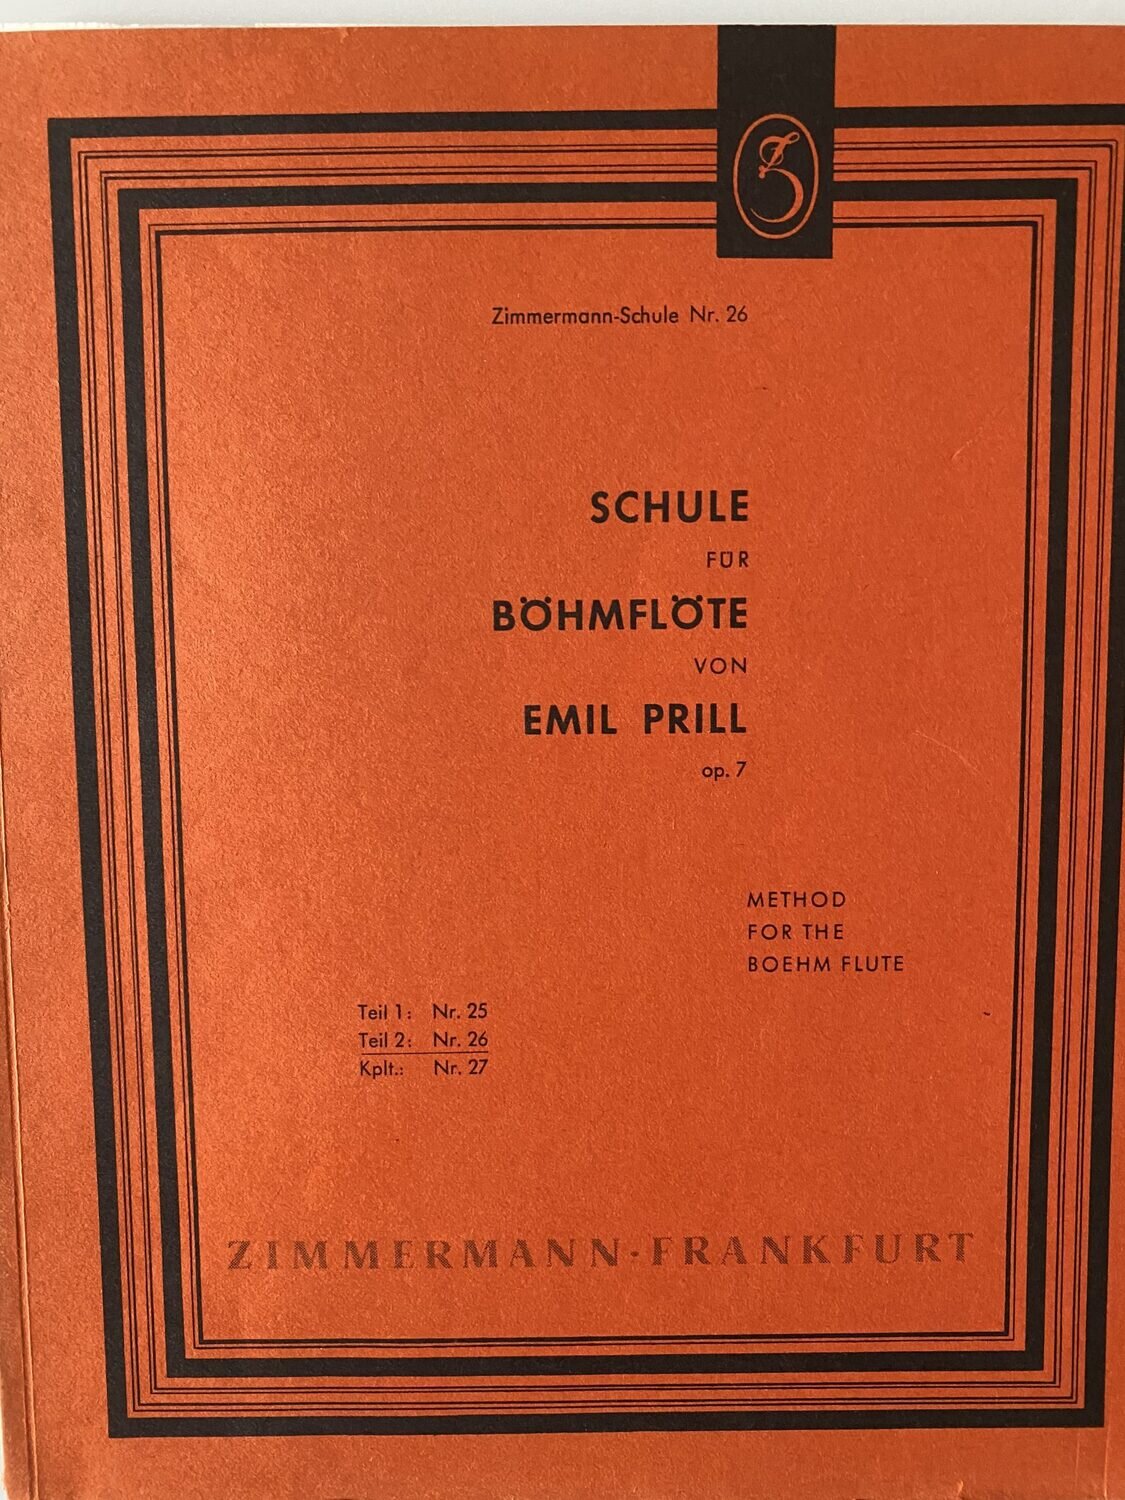 Zimmermann-Schule Nr. 26
SCHULE
FÜR
BÖHMFLÖTE
VON
EMIL PRILL
op. 7
METHOD
FOR THE
BOEHM FLUTE
Teil 1: Nr. 25
Teil 2: Nr. 26
Kplt.: Nr. 27
ZIMMERMANN·FRANKFURT